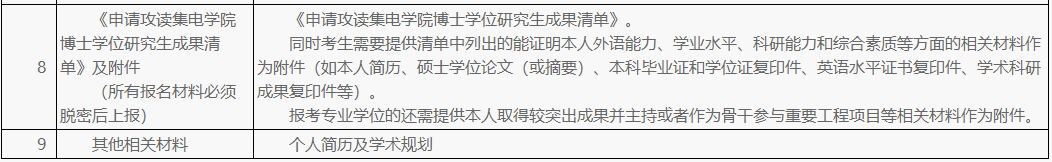 《申请攻读集电学院
博士学位研究生成果清
单》及附件
（所有报名材料必须
脱密后上报）
8
《申请攻读集电学院博士学位研究生成果清单》。
同时考生需要提供清单中列出的能证明本人外语能力、学业水平、科研能力和综合素质等方面的相关材料作
为附件（如本人简历、硕士学位论文（或摘要）、本科毕业证和学位证复印件、英语水平证书复印件、学术科研
成果复印件等）。
报考专业学位的还需提供本人取得较突出成果并主持或者作为骨干参与重要工程项目等相关材料作为附件。
9
其他相关材料
个人简历及学术规划